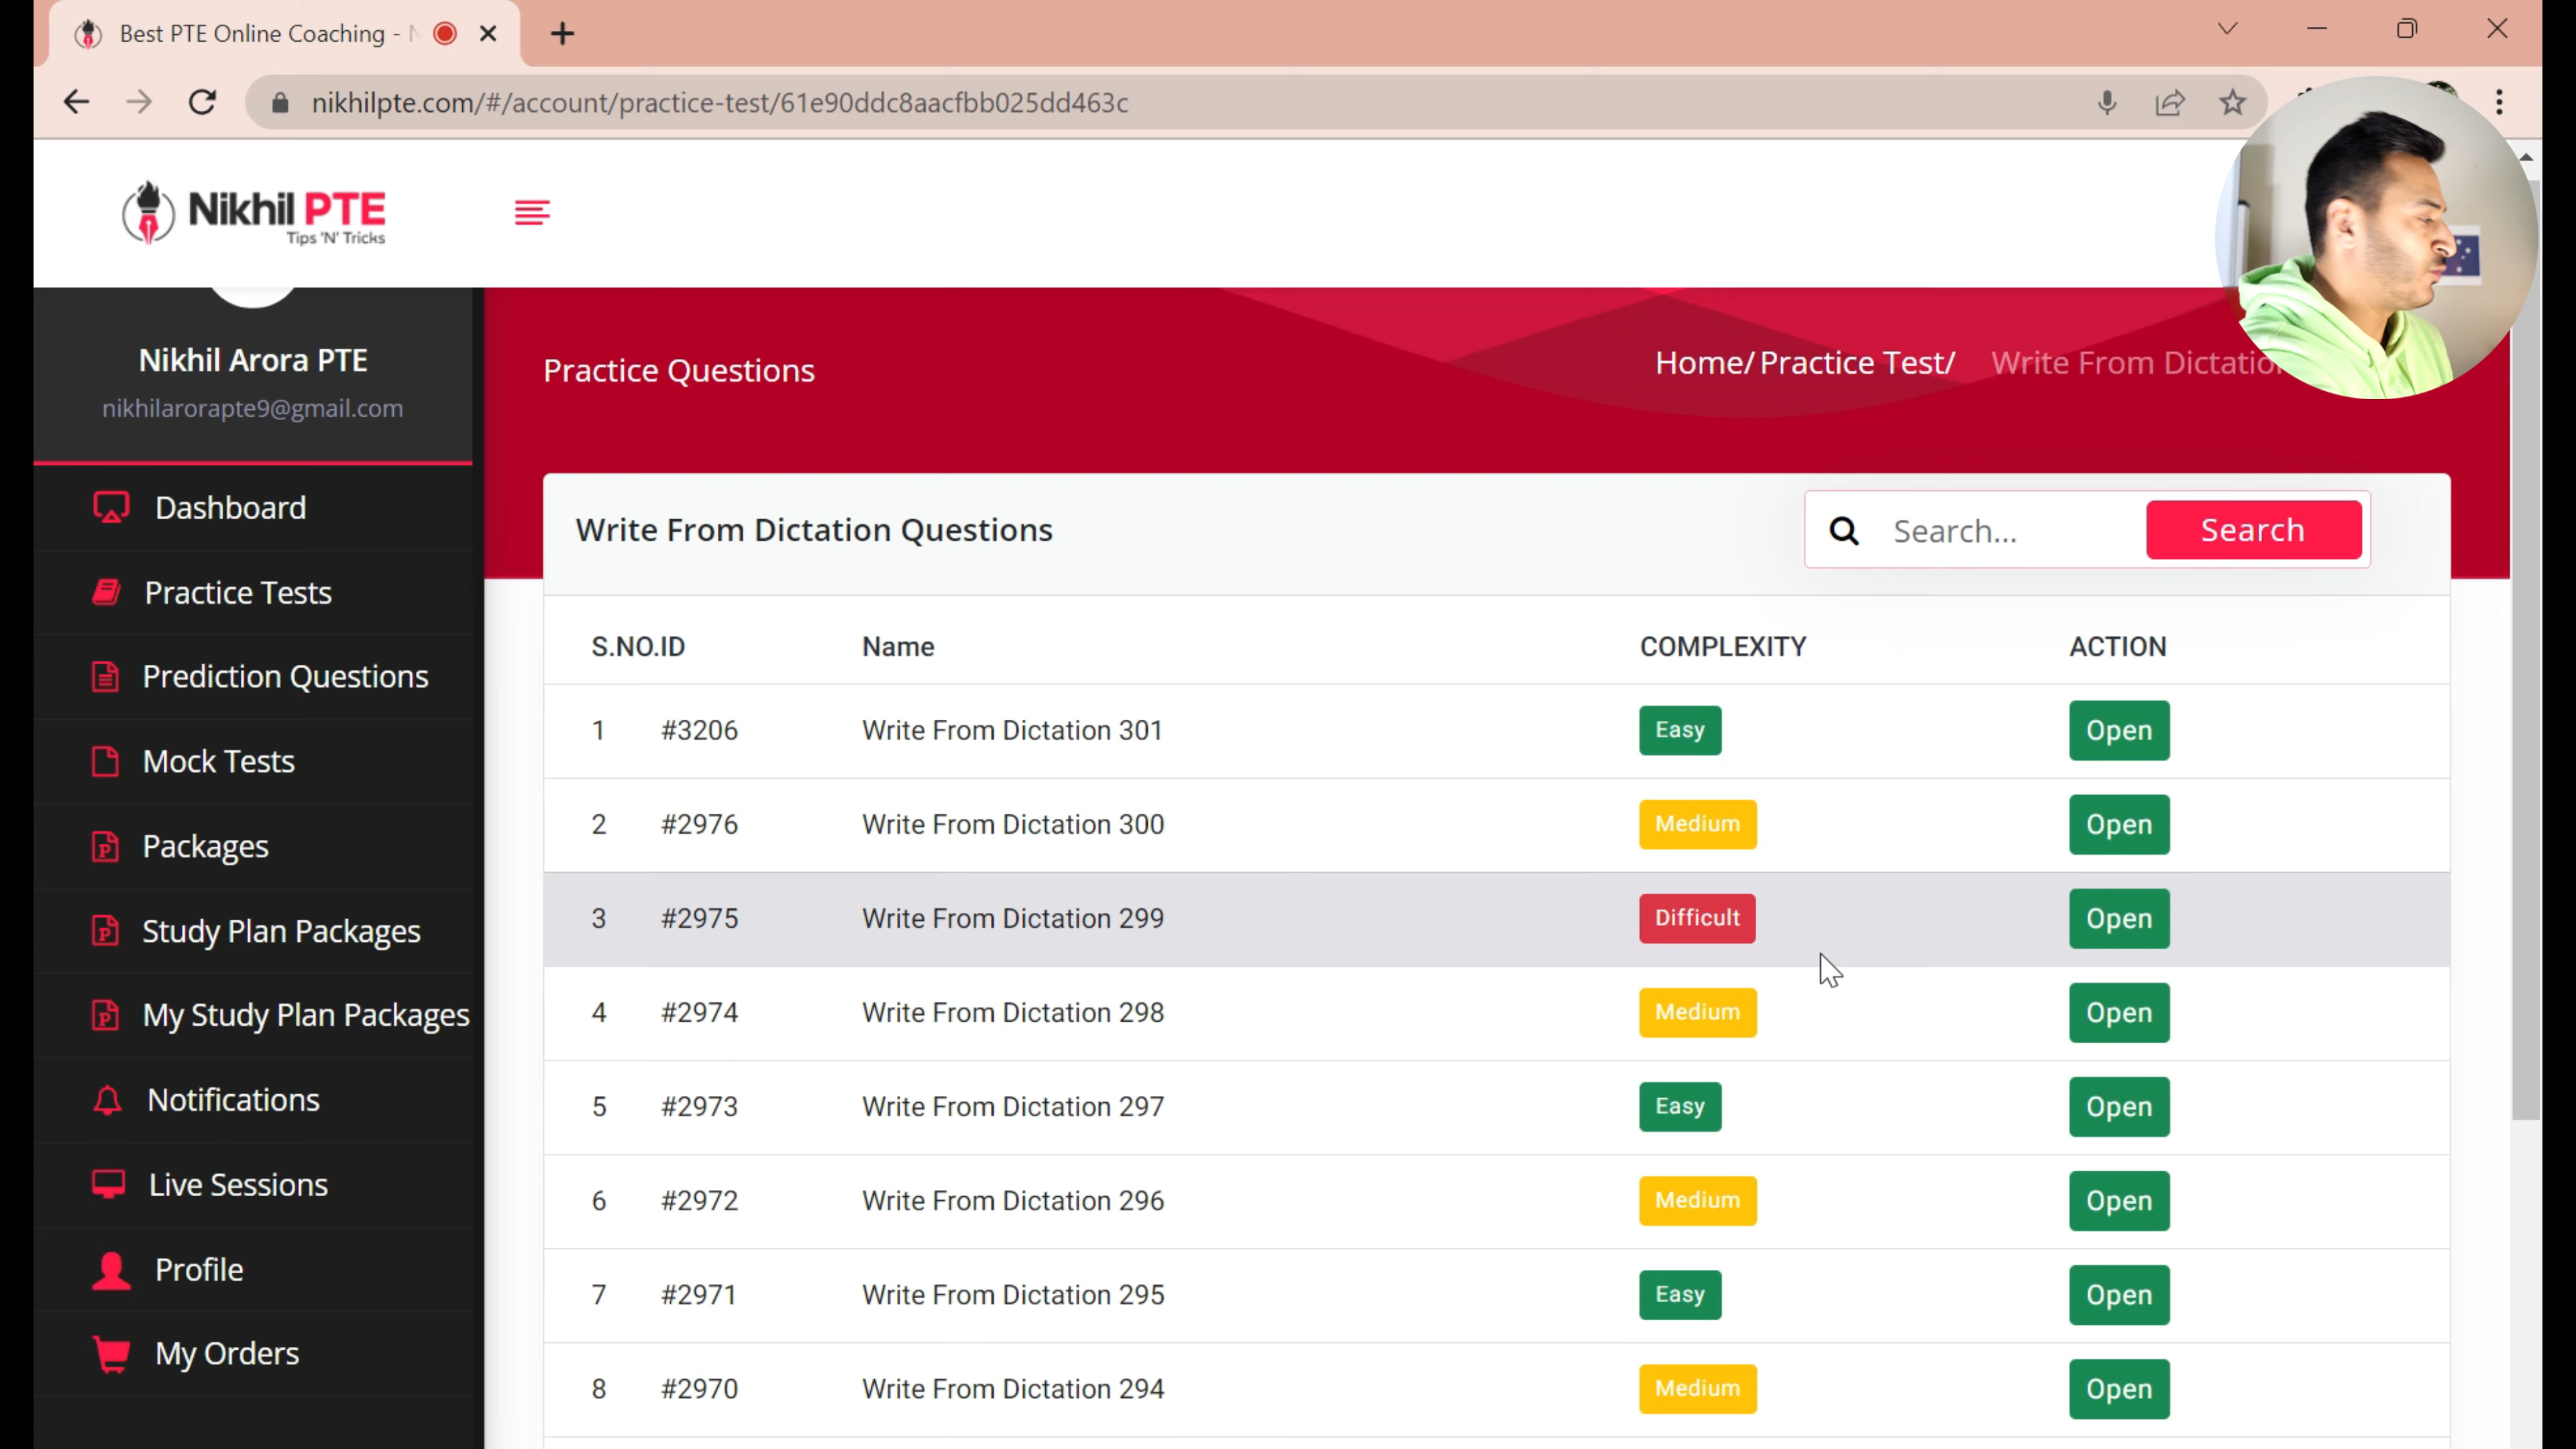 Best PTE Online Coaching -
nikhilpte.com/#/account/practice-test/61e90ddc8aacfbb025dd463c
Nikhil PTE
Tips 'N' Tricks
Nikhil Arora PTE
nikhilarorapte9@gmail.com
Dashboard
Practice Tests
Prediction Questions
Mock Tests
Packages
Study Plan Packages
My Study Plan Packages
Notifications
Live Sessions
Profile
My Orders
Practice Questions
Home/ Practice Test/ Write From Dictation
Write From Dictation Questions
Search... Search
S.NO. ID Name COMPLEXITY ACTION
1 #3206 Write From Dictation 301 Easy Open
2 #2976 Write From Dictation 300 Medium Open
3 #2975 Write From Dictation 299 Difficult Open
4 #2974 Write From Dictation 298 Medium Open
5 #2973 Write From Dictation 297 Easy Open
6 #2972 Write From Dictation 296 Medium Open
7 #2971 Write From Dictation 295 Easy Open
8 #2970 Write From Dictation 294 Medium Open